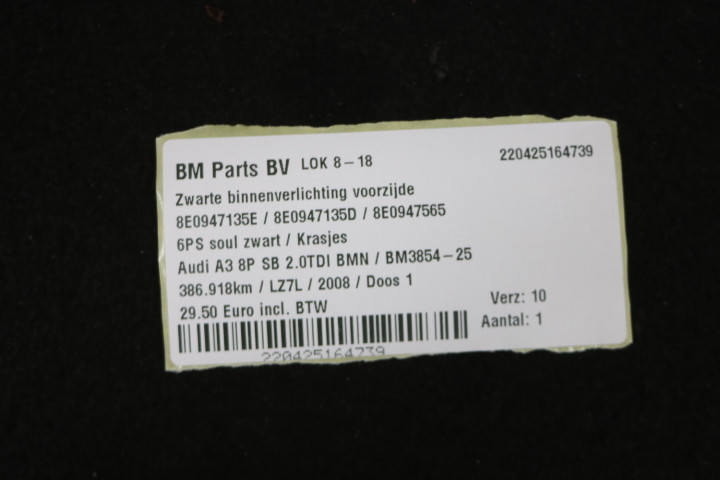 BM Parts BV LOK 8-18 220425164739
Zwarte binnenverlichting voorzijde
8E0947135E / 8E0947135D / 8E0947565
6PS soul zwart / Krasjes
Audi A3 8P SB 2.0TDI BMN / BM3854-25
386.918km / LZ7L / 2008 / Doos 1
29.50 Euro incl. BTW Verz: 10
Aantal: 1
220425164739